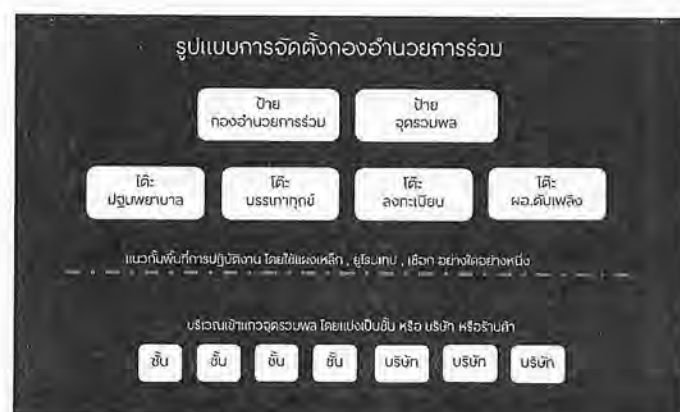 รูปแบบการจัดตั้งกองอำนวยการร่วม
ป้าย
กองอำนวยการร่วม
ป้าย
จุดรวมพล
โต๊ะ
ปฐมพยาบาล
โต๊ะ
บรรเทาทุกข์
โต๊ะ
ลงทะเบียน
โต๊ะ
ผอ.ดับเพลิง
แนวกั้นพื้นที่การปฏิบัติงาน โดยใช้แผงเหล็ก , ยูโรเทป , เชือก อย่างใดอย่างหนึ่ง
บริเวณเข้าแถวจุดรวมพล โดยแบ่งเป็นชั้น หรือ บริษัท หรือร้านค้า
ชั้น
ชั้น
ชั้น
ชั้น
บริษัท
บริษัท
บริษัท